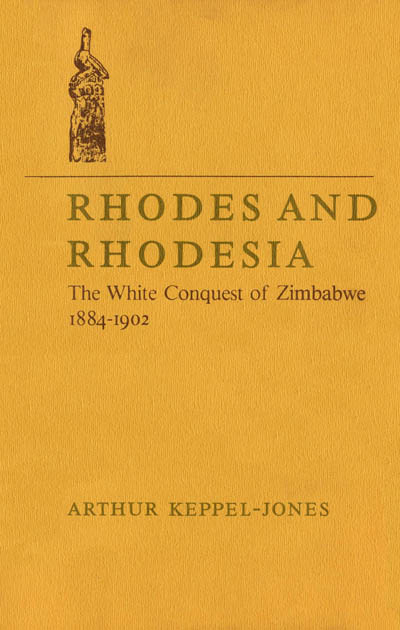 RHODES AND
RHODESIA
The White Conquest of Zimbabwe
1884-1902
ARTHUR KEPPEL-JONES